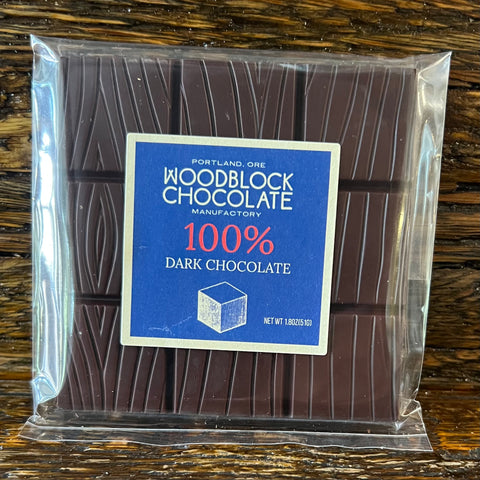 PORTLAND, ORE
WOODBLOCK
CHOCOLATE
MANUFACTORY
100%
DARK CHOCOLATE
NET WT 1.8OZ(51G)